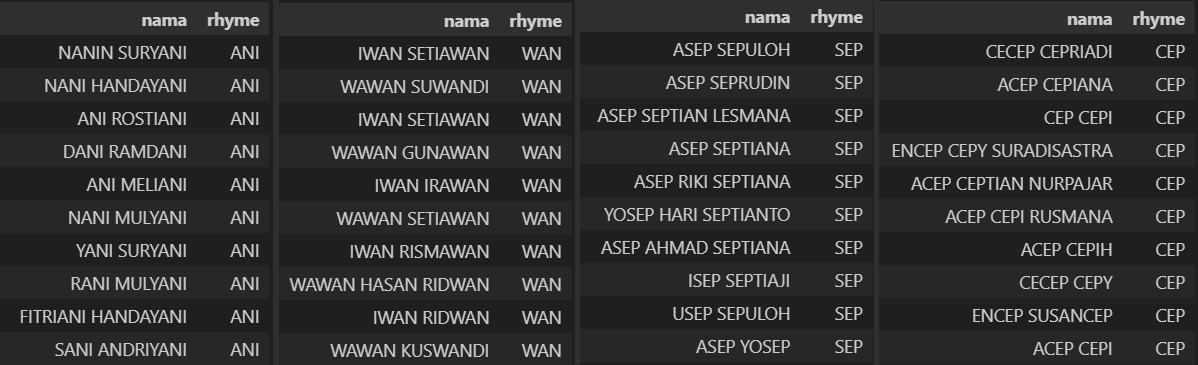 nama rhyme
NANIN SURYANI ANI
NANI HANDAYANI ANI
ANI ROSTIANI ANI
DANI RAMDANI ANI
ANI MELIANI ANI
NANI MULYANI ANI
YANI SURYANI ANI
RANI MULYANI ANI
FITRIANI HANDAYANI ANI
SANI ANDRIYANI ANI
nama rhyme
IWAN SETIAWAN WAN
WAWAN SUWANDI WAN
IWAN SETIAWAN WAN
WAWAN GUNAWAN WAN
IWAN IRAWAN WAN
WAWAN SETIAWAN WAN
IWAN RISMAWAN WAN
WAWAN HASAN RIDWAN WAN
IWAN RIDWAN WAN
WAWAN KUSWANDI WAN
nama rhyme
ASEP SEPULOH SEP
ASEP SEPRUDIN SEP
ASEP SEPTIAN LESMANA SEP
ASEP SEPTIANA SEP
ASEP RIKI SEPTIANA SEP
YOSEP HARI SEPTIANTO SEP
ASEP AHMAD SEPTIANA SEP
ISEP SEPTIAJI SEP
USEP SEPULOH SEP
ASEP YOSEP SEP
nama rhyme
CECEP CEPRIADI CEP
ACEP CEPIANA CEP
CEP CEPI CEP
ENCEP CEPY SURADISASTRA CEP
ACEP CEPTIAN NURPAJAR CEP
ACEP CEPI RUSMANA CEP
ACEP CEPIH CEP
CECEP CEPY CEP
ENCEP SUSANCEP CEP
ACEP CEPI CEP